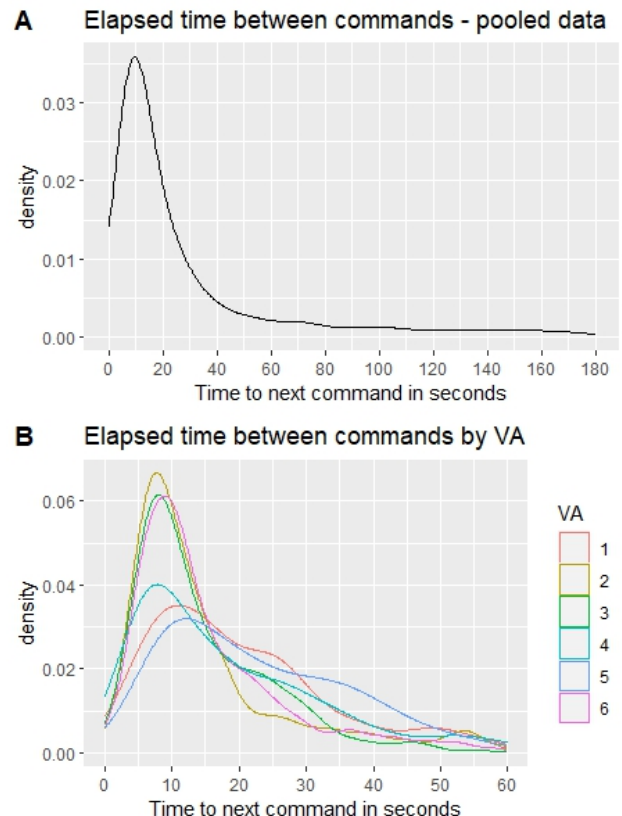 A Elapsed time between commands - pooled data
density
0.03
0.02
0.01
0.00
0 20 40 60 80 100 120 140 160 180
Time to next command in seconds
B Elapsed time between commands by VA
density
0.06
0.04
0.02
0.00
0 10 20 30 40 50 60
Time to next command in seconds
VA
1
2
3
4
5
6